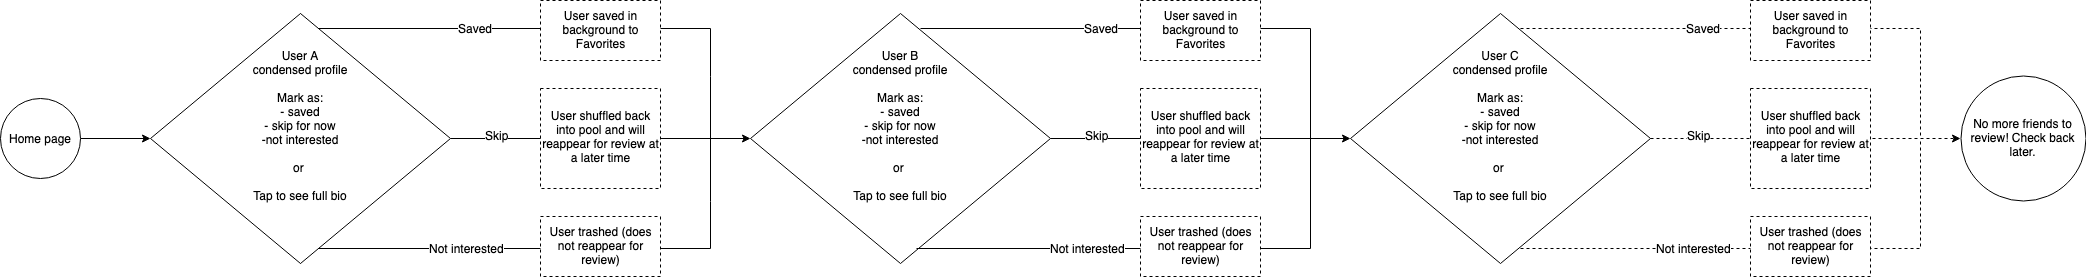 Home page
User A
condensed profile
Mark as:
- saved
- skip for now
-not interested
or
Tap to see full bio
Saved
Skip
Not interested
User saved in
background to
Favorites
User shuffled back
into pool and will
reappear for review at
a later time
User trashed (does
not reappear for
review)
User B
condensed profile
Mark as:
- saved
- skip for now
-not interested
or
Tap to see full bio
Saved
Skip
Not interested
User saved in
background to
Favorites
User shuffled back
into pool and will
reappear for review at
a later time
User trashed (does
not reappear for
review)
User C
condensed profile
Mark as:
- saved
- skip for now
-not interested
or
Tap to see full bio
Saved
Skip
Not interested
User saved in
background to
Favorites
User shuffled back
into pool and will
reappear for review at
a later time
User trashed (does
not reappear for
review)
No more friends to
review! Check back
later.